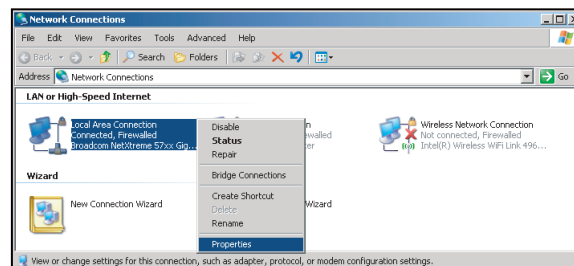 Network Connections
File Edit View Favorites Tools Advanced Help
Back Search Folders
Address Network Connections Go
LAN or High-Speed Internet
Local Area Connection
Connected, Firewalled
Broadcom NetXtreme 57xx Gig...
Disable
Status
Repair
Bridge Connections
Create Shortcut
Delete
Rename
Properties
Wireless Network Connection
Not connected, Firewalled
Intel(R) Wireless WiFi Link 496...
Wizard
New Connection Wizard
Wizard
View or change settings for this connection, such as adapter, protocol, or modem configuration settings.